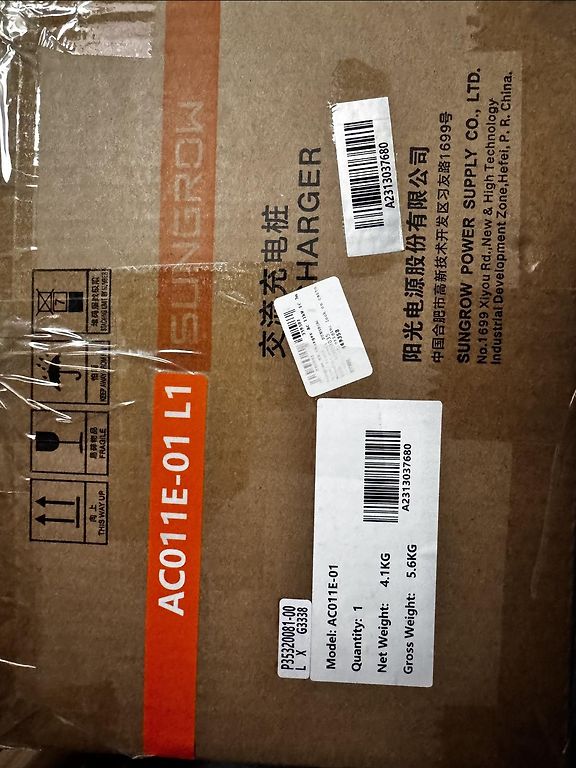 向上
THIS WAY UP
易碎物品
FRAGILE
怕雨
KEEP AWAY FROM
堆码层数极限
STACKING LIMIT BY NUMBER
7
AC011E-01 L1
SUNGROW
交流充电桩
HARGER
A2313037680
P35320081-00
L X G3338
Model: AC011E-01
Quantity: 1
Net Weight: 4.1KG
Gross Weight: 5.6KG
A2313037680
阳光电源股份有限公司
中国合肥市高新技术开发区习友路1699号
SUNGROW POWER SUPPLY CO., LTD.
No.1699 Xiyou Rd.,New & High Technology
Industrial Development Zone,Hefei, P. R. China.